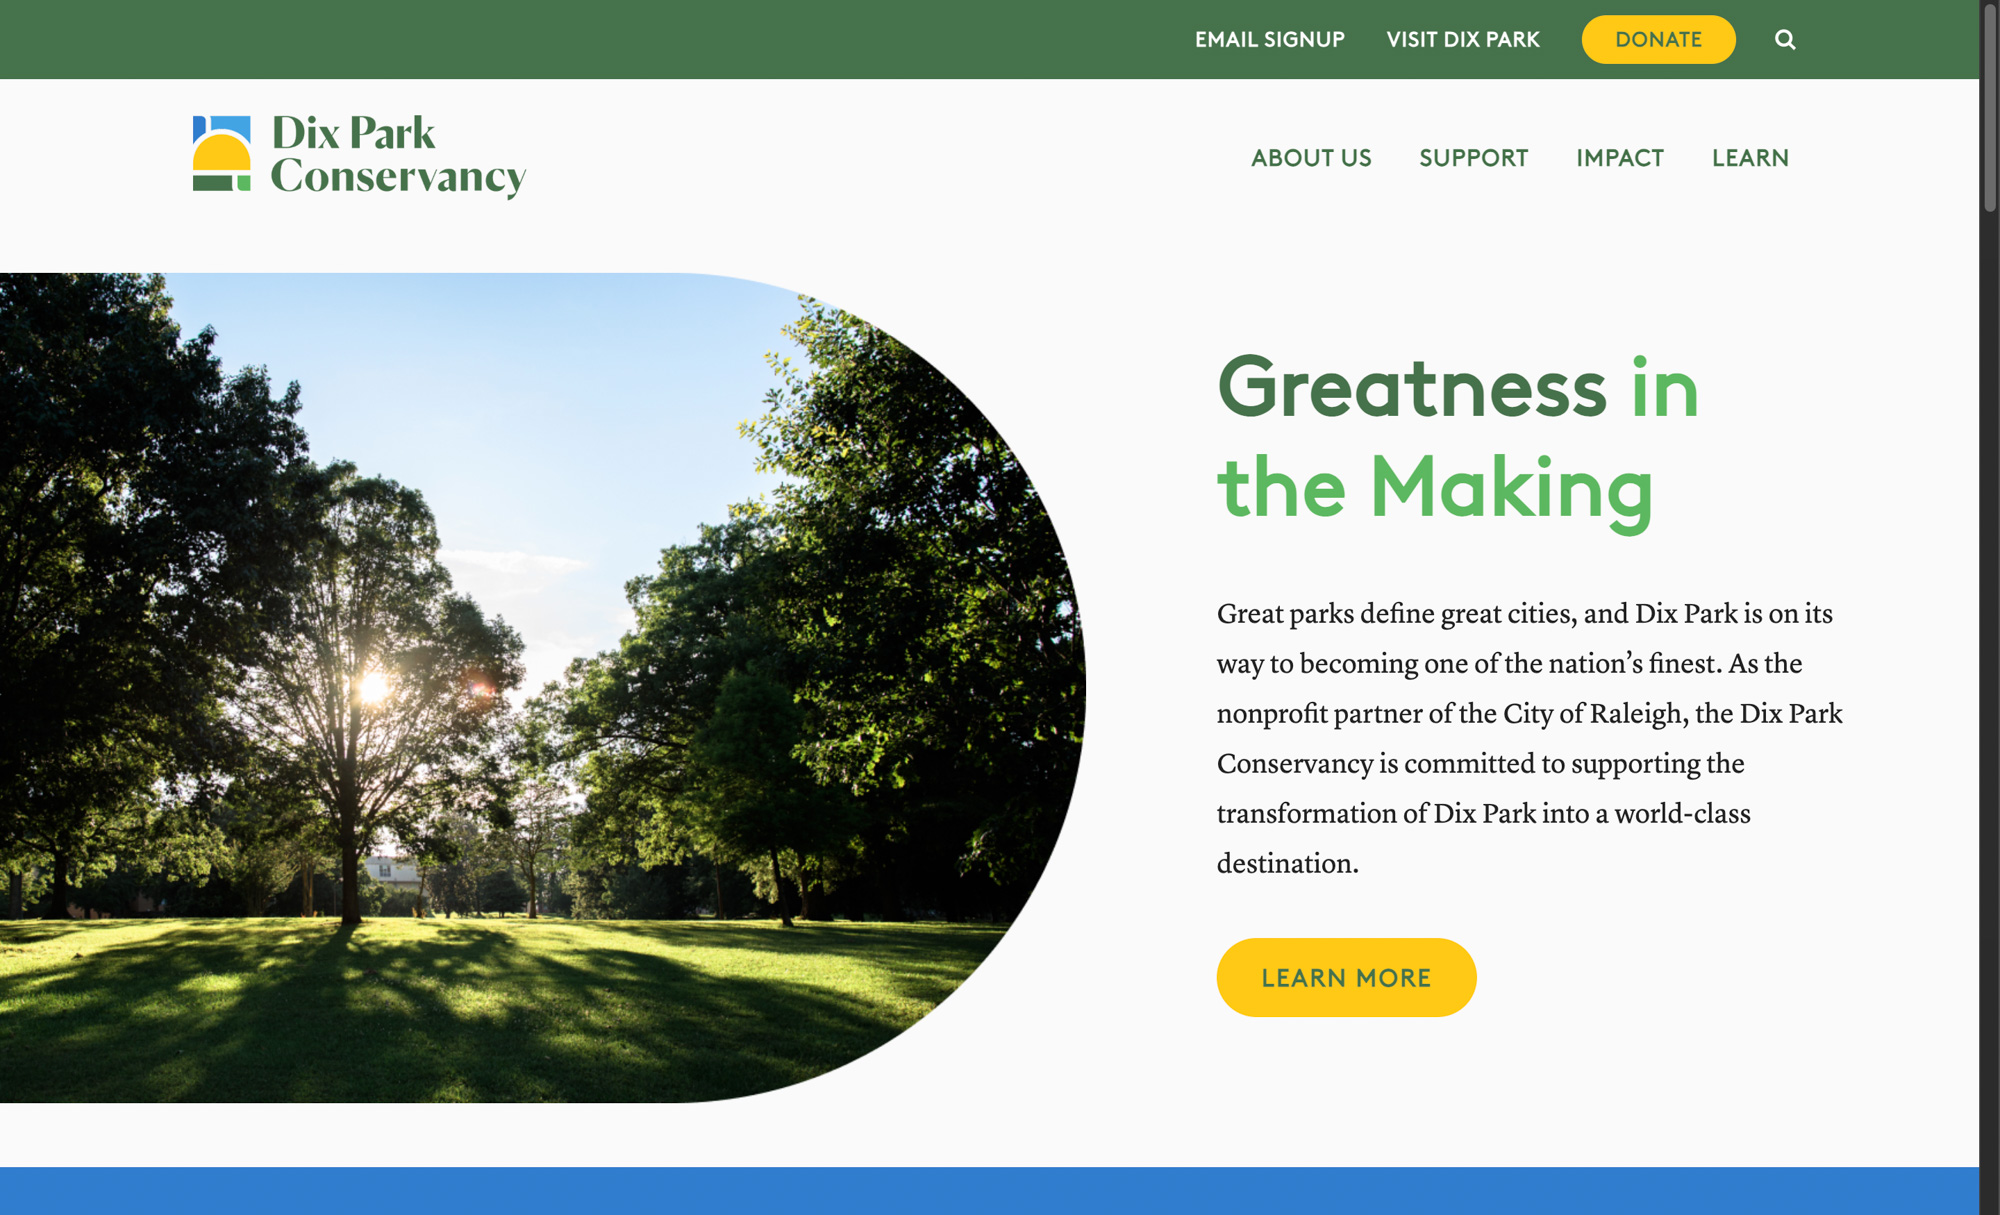 EMAIL SIGNUP VISIT DIX PARK DONATE
Dix Park
Conservancy
ABOUT US SUPPORT IMPACT LEARN
Greatness in
the Making
Great parks define great cities, and Dix Park is on its
way to becoming one of the nation’s finest. As the
nonprofit partner of the City of Raleigh, the Dix Park
Conservancy is committed to supporting the
transformation of Dix Park into a world-class
destination.
LEARN MORE